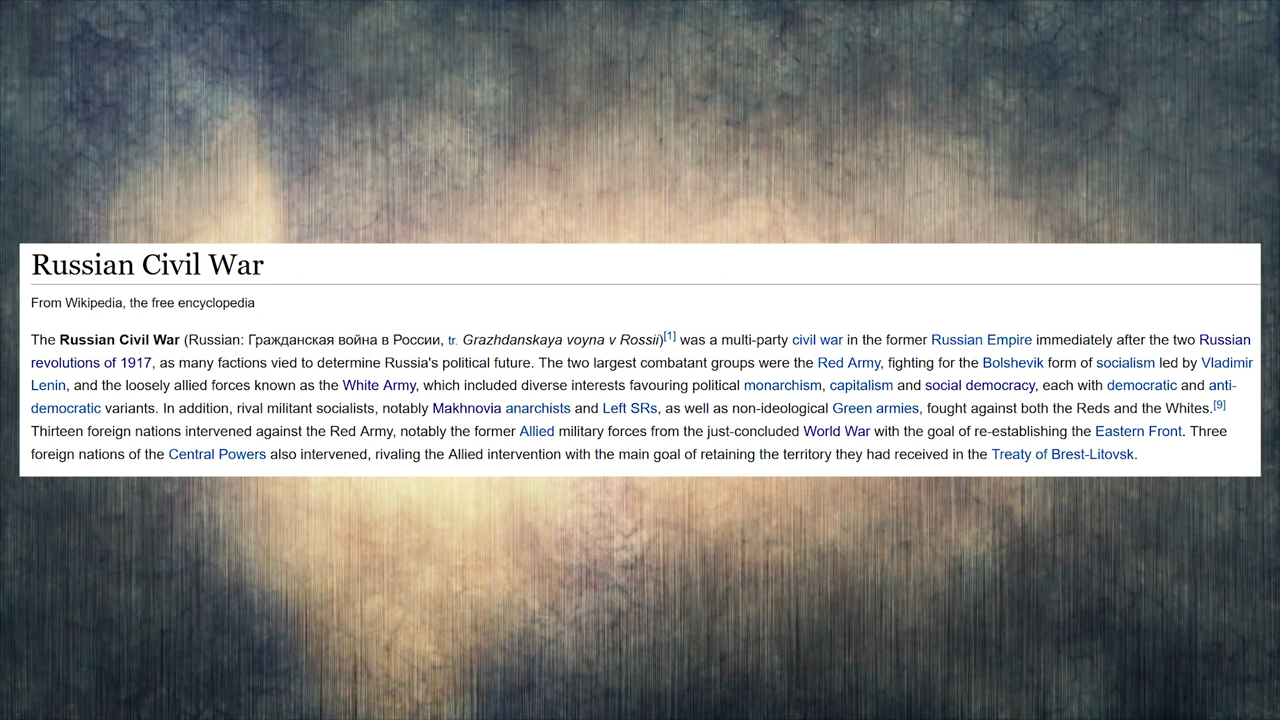 Russian Civil War
From Wikipedia, the free encyclopedia
The Russian Civil War (Russian: Гражданская война в России, tr. Grazhdanskaya voyna v Rossii)[1] was a multi-party civil war in the former Russian Empire immediately after the two Russian
revolutions of 1917, as many factions vied to determine Russia's political future. The two largest combatant groups were the Red Army, fighting for the Bolshevik form of socialism led by Vladimir
Lenin, and the loosely allied forces known as the White Army, which included diverse interests favouring political monarchism, capitalism and social democracy, each with democratic and anti-
democratic variants. In addition, rival militant socialists, notably Makhnovia anarchists and Left SRs, as well as non-ideological Green armies, fought against both the Reds and the Whites.[9]
Thirteen foreign nations intervened against the Red Army, notably the former Allied military forces from the just-concluded World War with the goal of re-establishing the Eastern Front. Three
foreign nations of the Central Powers also intervened, rivaling the Allied intervention with the main goal of retaining the territory they had received in the Treaty of Brest-Litovsk.